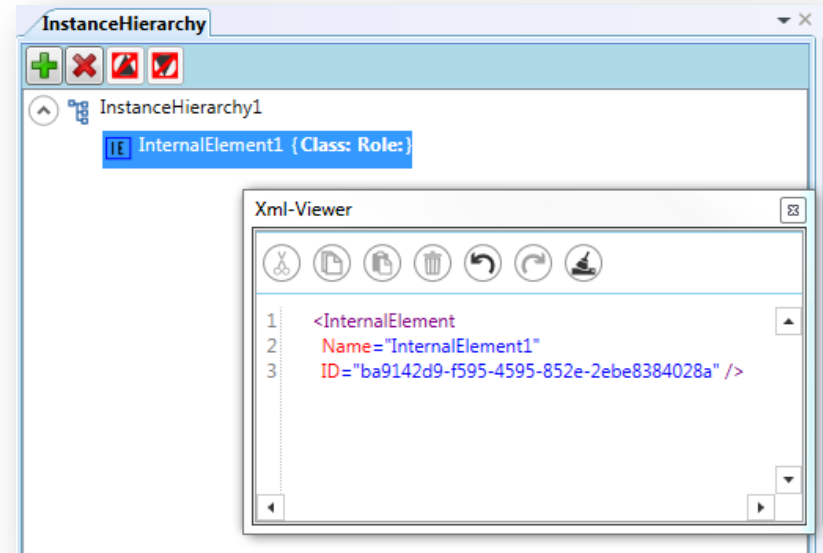 InstanceHierarchy
InstanceHierarchy1
IE InternalElement1 {Class: Role:}
Xml-Viewer
1 <InternalElement
2 Name="InternalElement1"
3 ID="ba9142d9-f595-4595-852e-2ebe8384028a" />